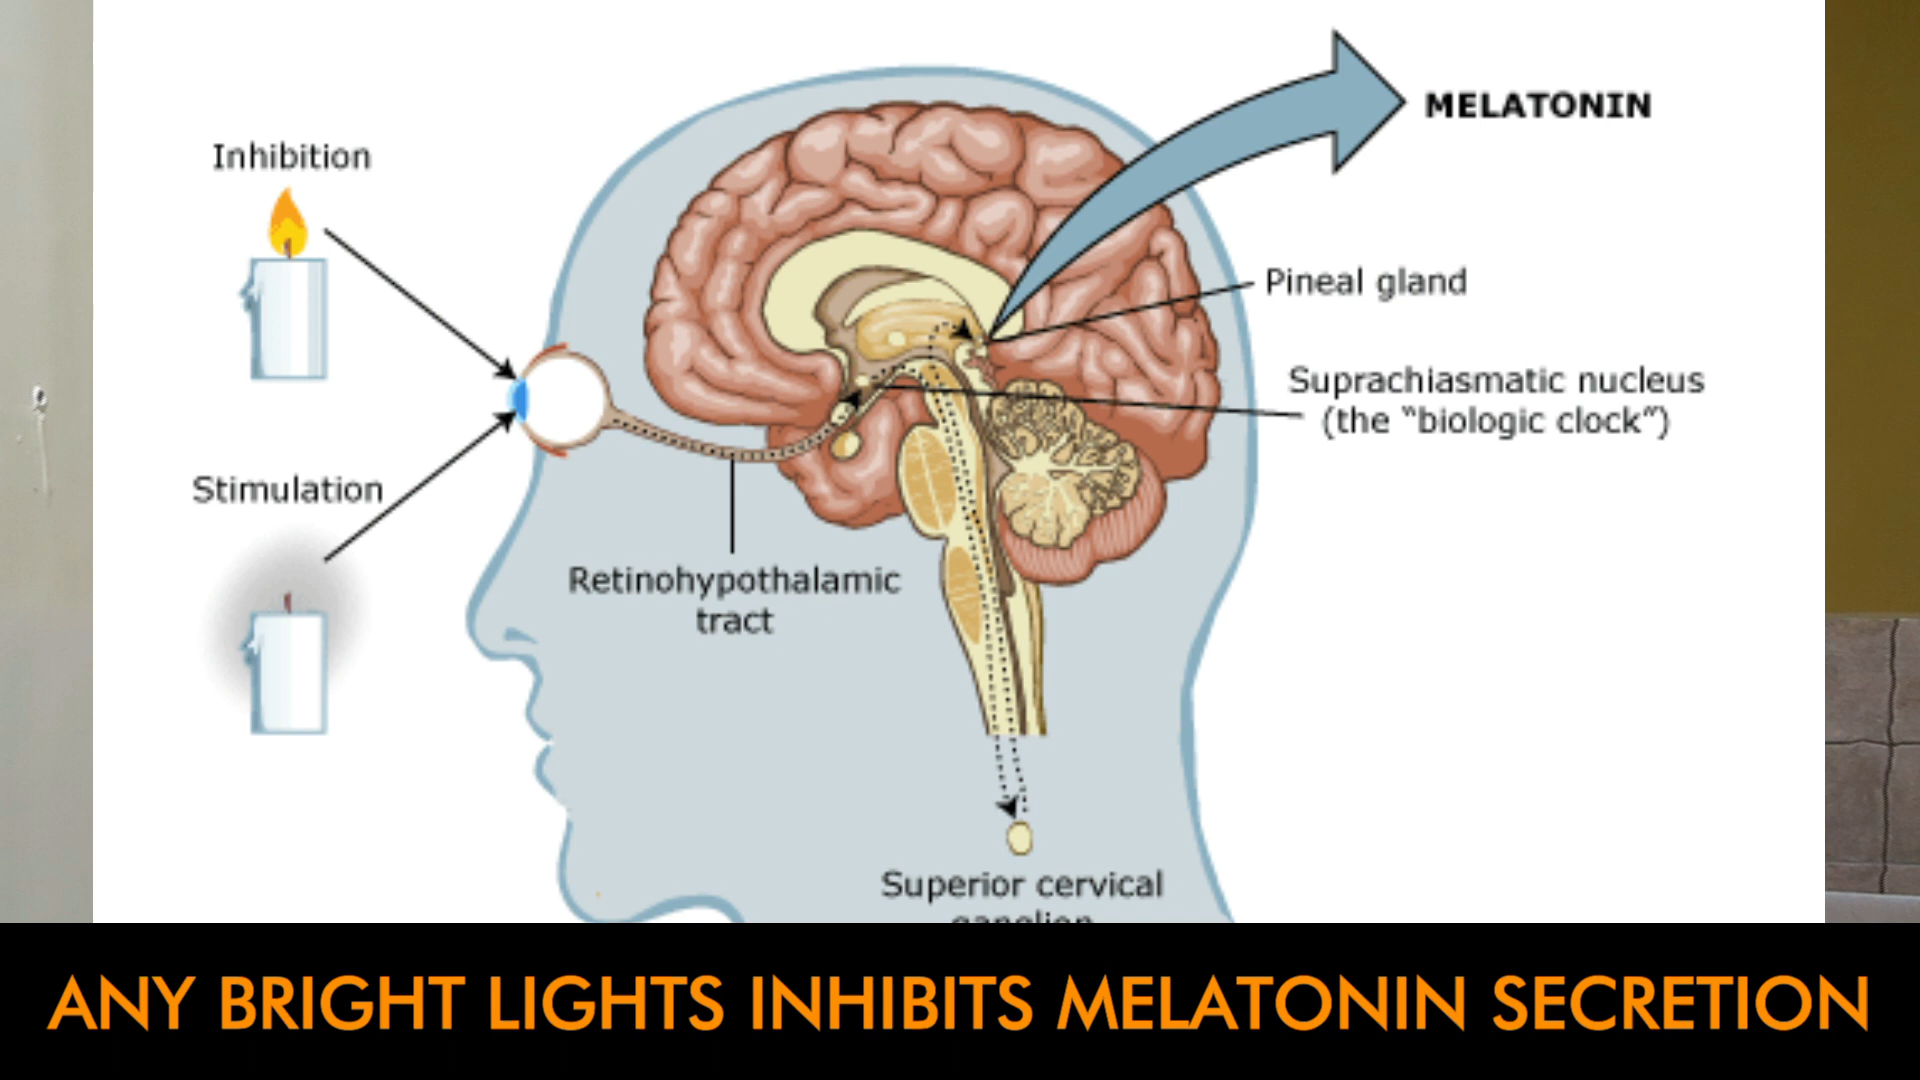 MELATONIN
Inhibition
Pineal gland
Suprachiasmatic nucleus
(the “biologic clock”)
Stimulation
Retinohypothalamic
tract
Superior cervical
ganglion
ANY BRIGHT LIGHTS INHIBITS MELATONIN SECRETION